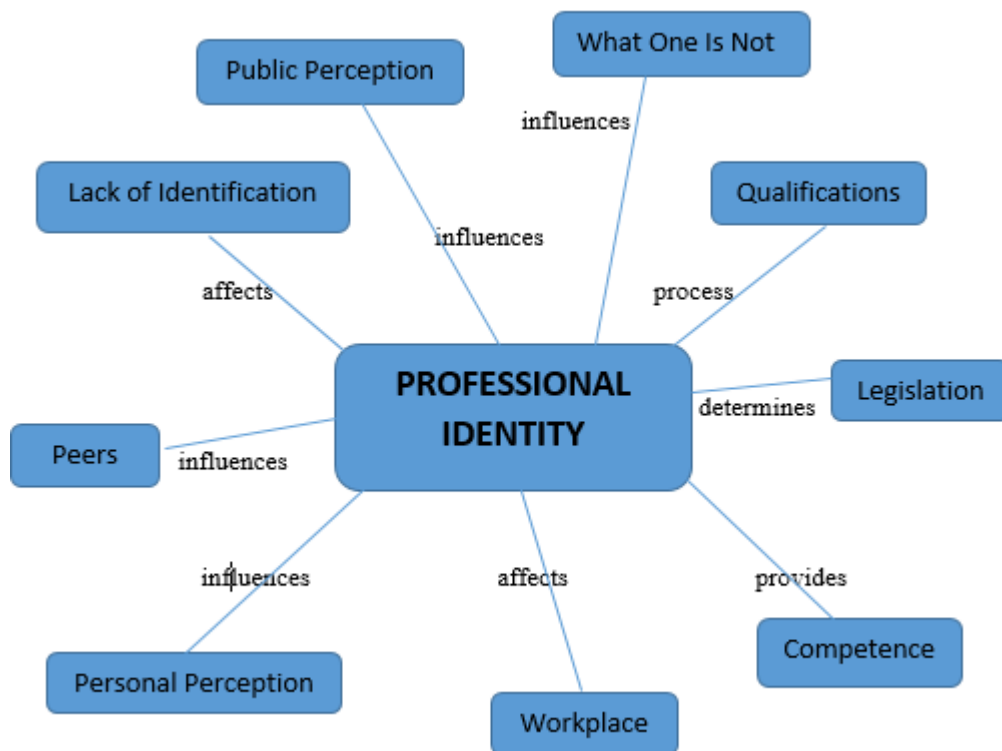 What One Is Not
Public Perception
influences
Lack of Identification
Qualifications
influences
affects
process
PROFESSIONAL
IDENTITY
Legislation
determines
Peers
influences
influences
affects
provides
Competence
Personal Perception
Workplace